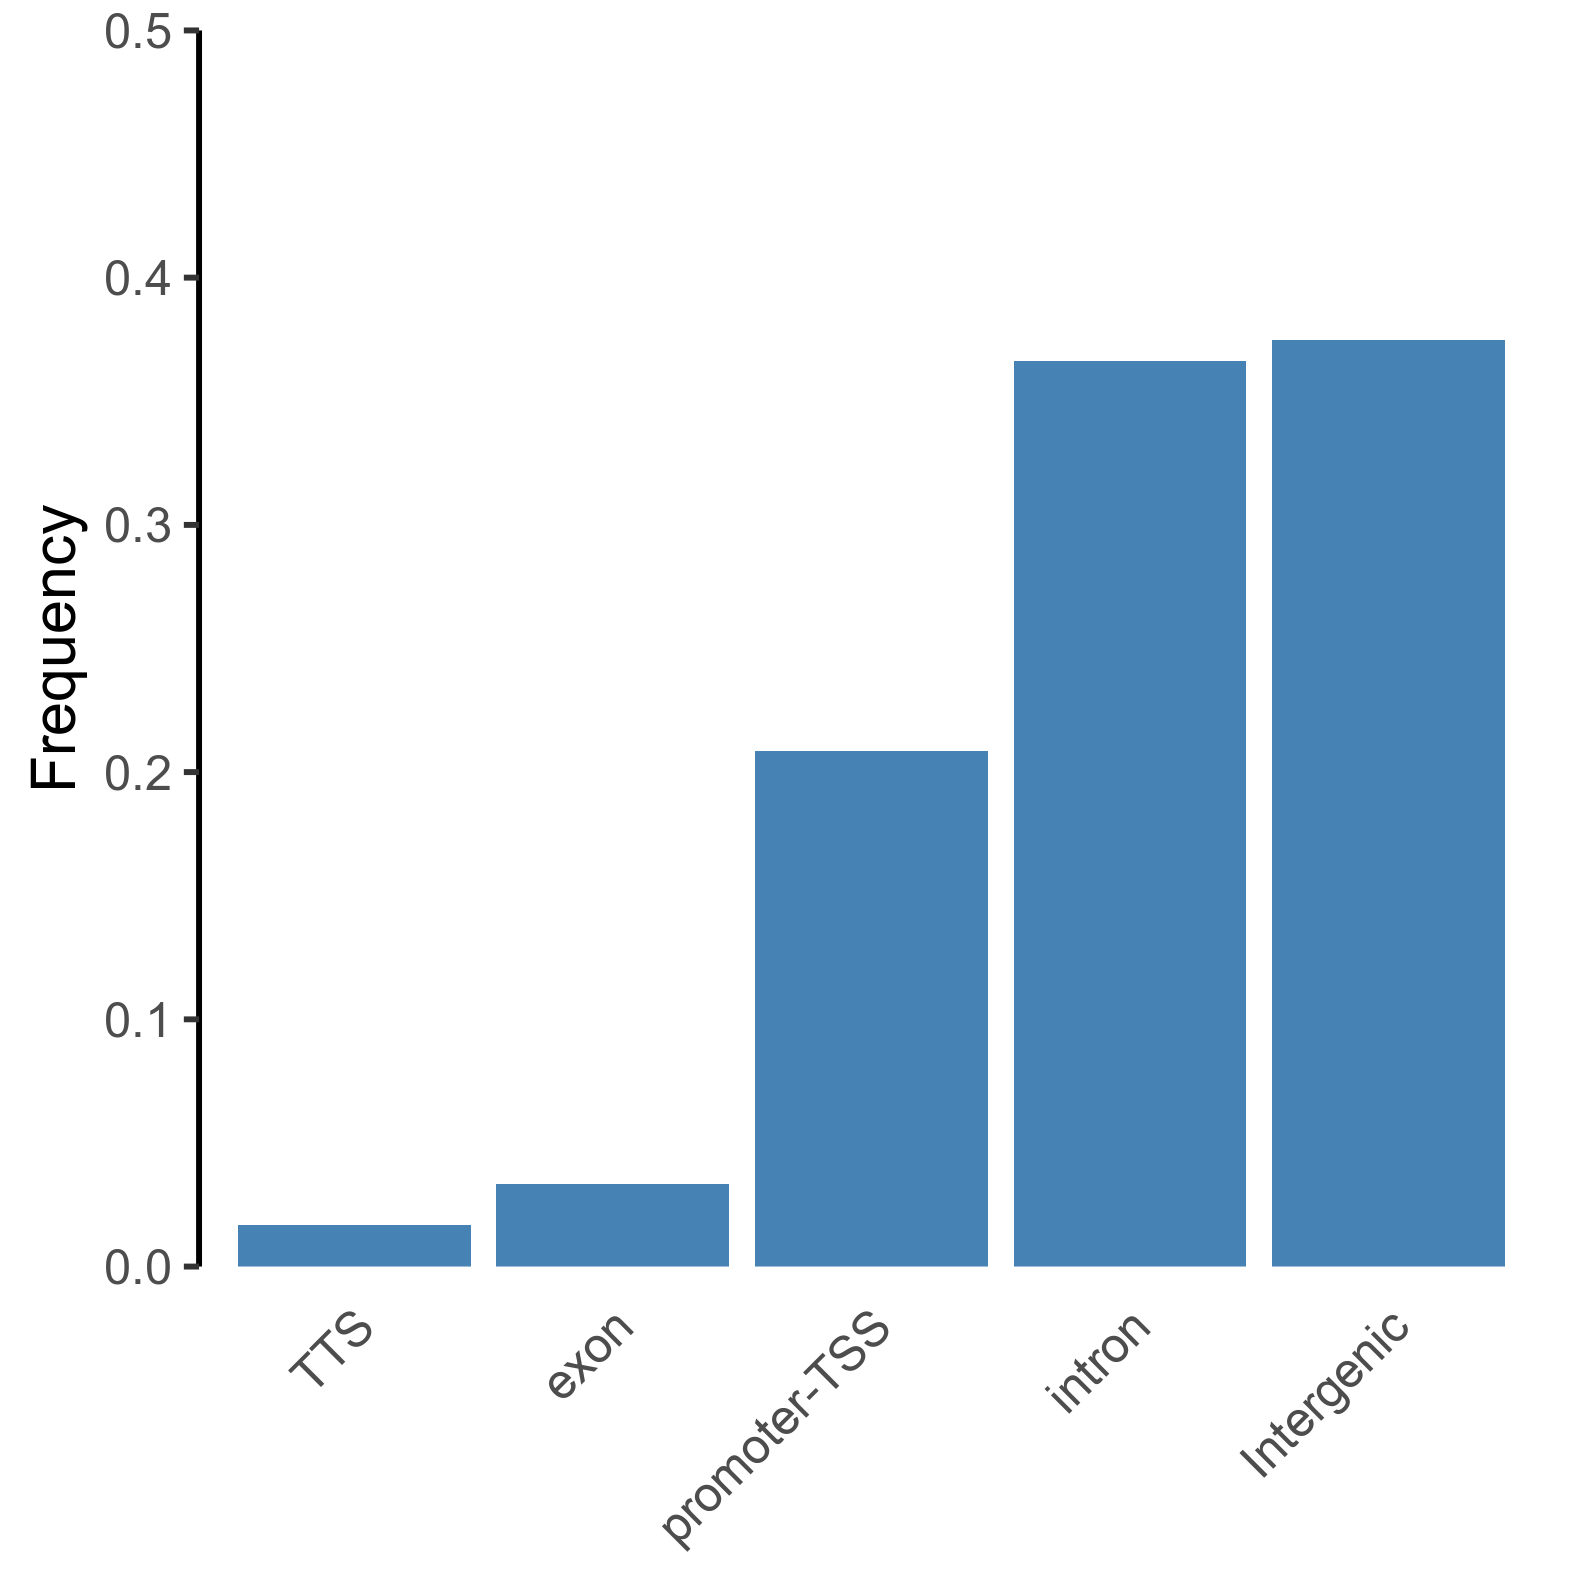 Frequency
0.5
0.4
0.3
0.2
0.1
0.0
TTS
exon
promoter-TSS
intron
Intergenic